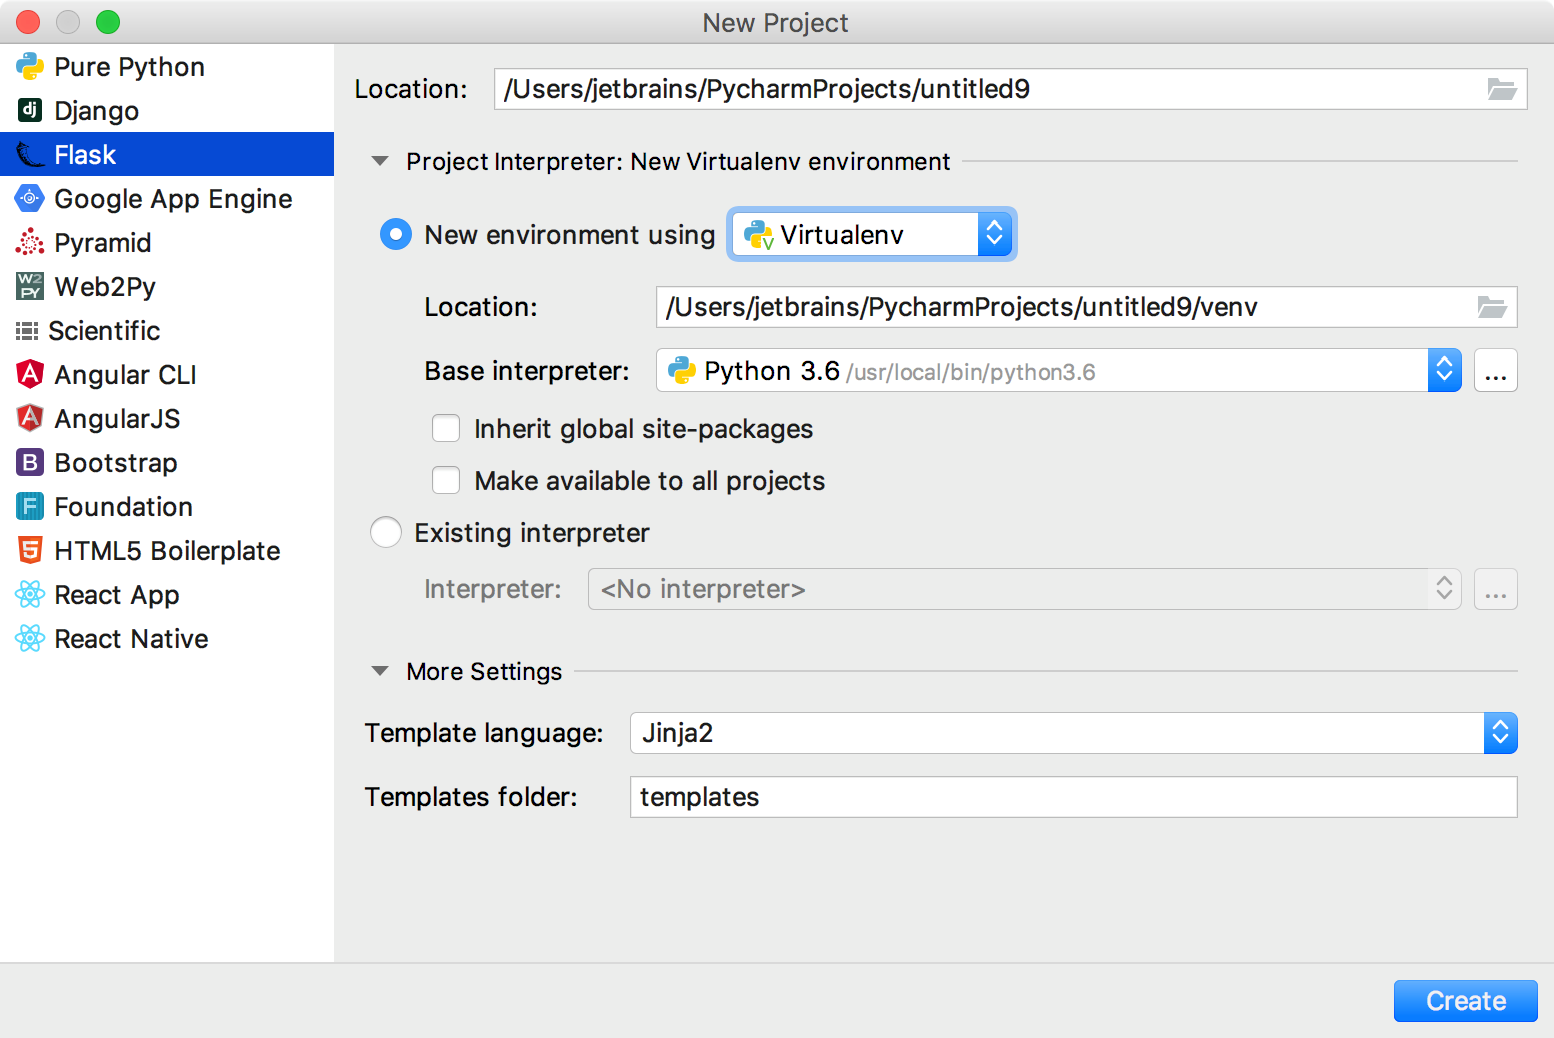 New Project
Pure Python
Django
Flask
Google App Engine
Pyramid
Web2Py
Scientific
Angular CLI
AngularJS
Bootstrap
Foundation
HTML5 Boilerplate
React App
React Native
Location: /Users/jetbrains/PycharmProjects/untitled9
Project Interpreter: New Virtualenv environment
New environment using Virtualenv
Location: /Users/jetbrains/PycharmProjects/untitled9/venv
Base interpreter: Python 3.6 /usr/local/bin/python3.6 ...
Inherit global site-packages
Make available to all projects
Existing interpreter
Interpreter: <No interpreter> ...
More Settings
Template language: Jinja2
Templates folder: templates
Create